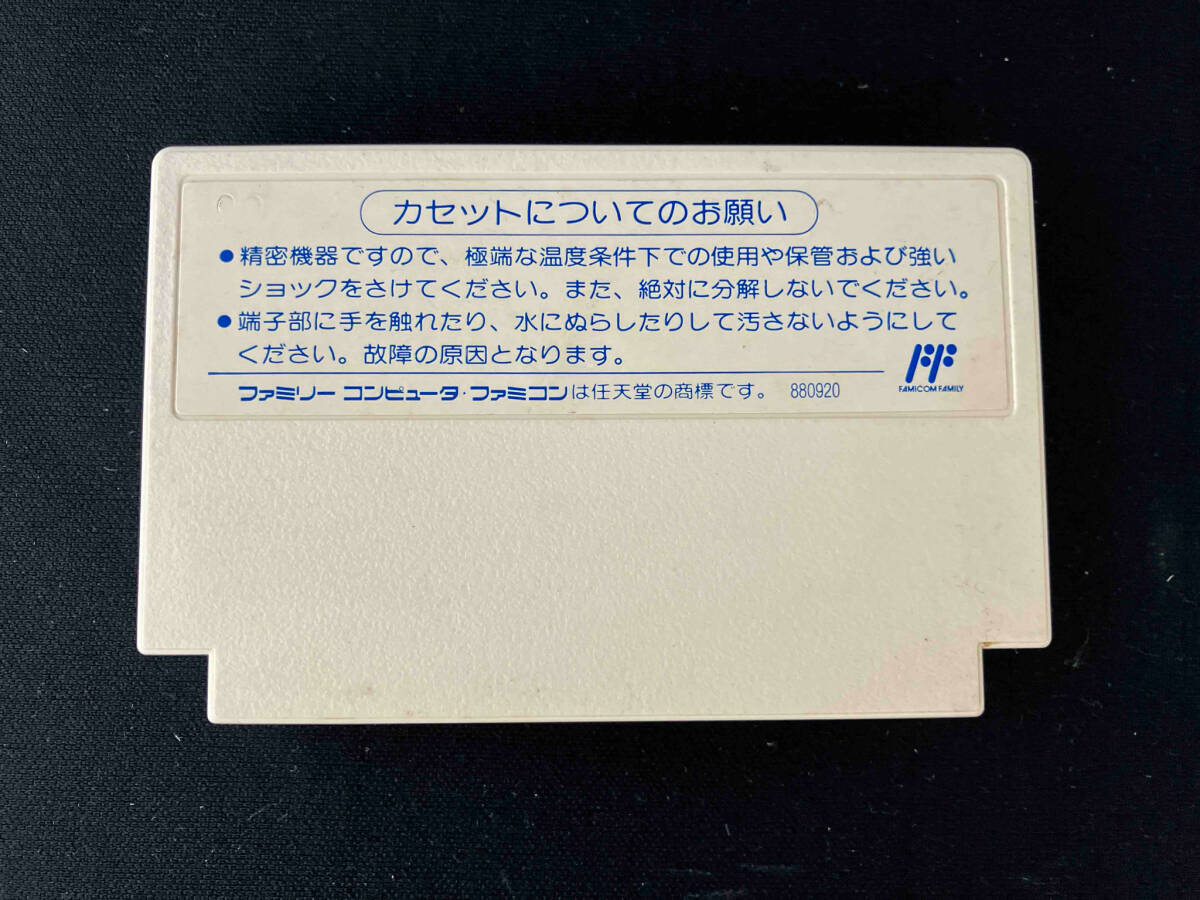 カセットについてのお願い
●精密機器ですので、極端な温度条件下での使用や保管および強い
ショックをさけてください。また、絶対に分解しないでください。
●端子部に手を触れたり、水にぬらしたりして汚さないようにして
ください。故障の原因となります。
FAMICOM FAMILY
ファミリー コンピュータ・ファミコンは任天堂の商標です。 880920